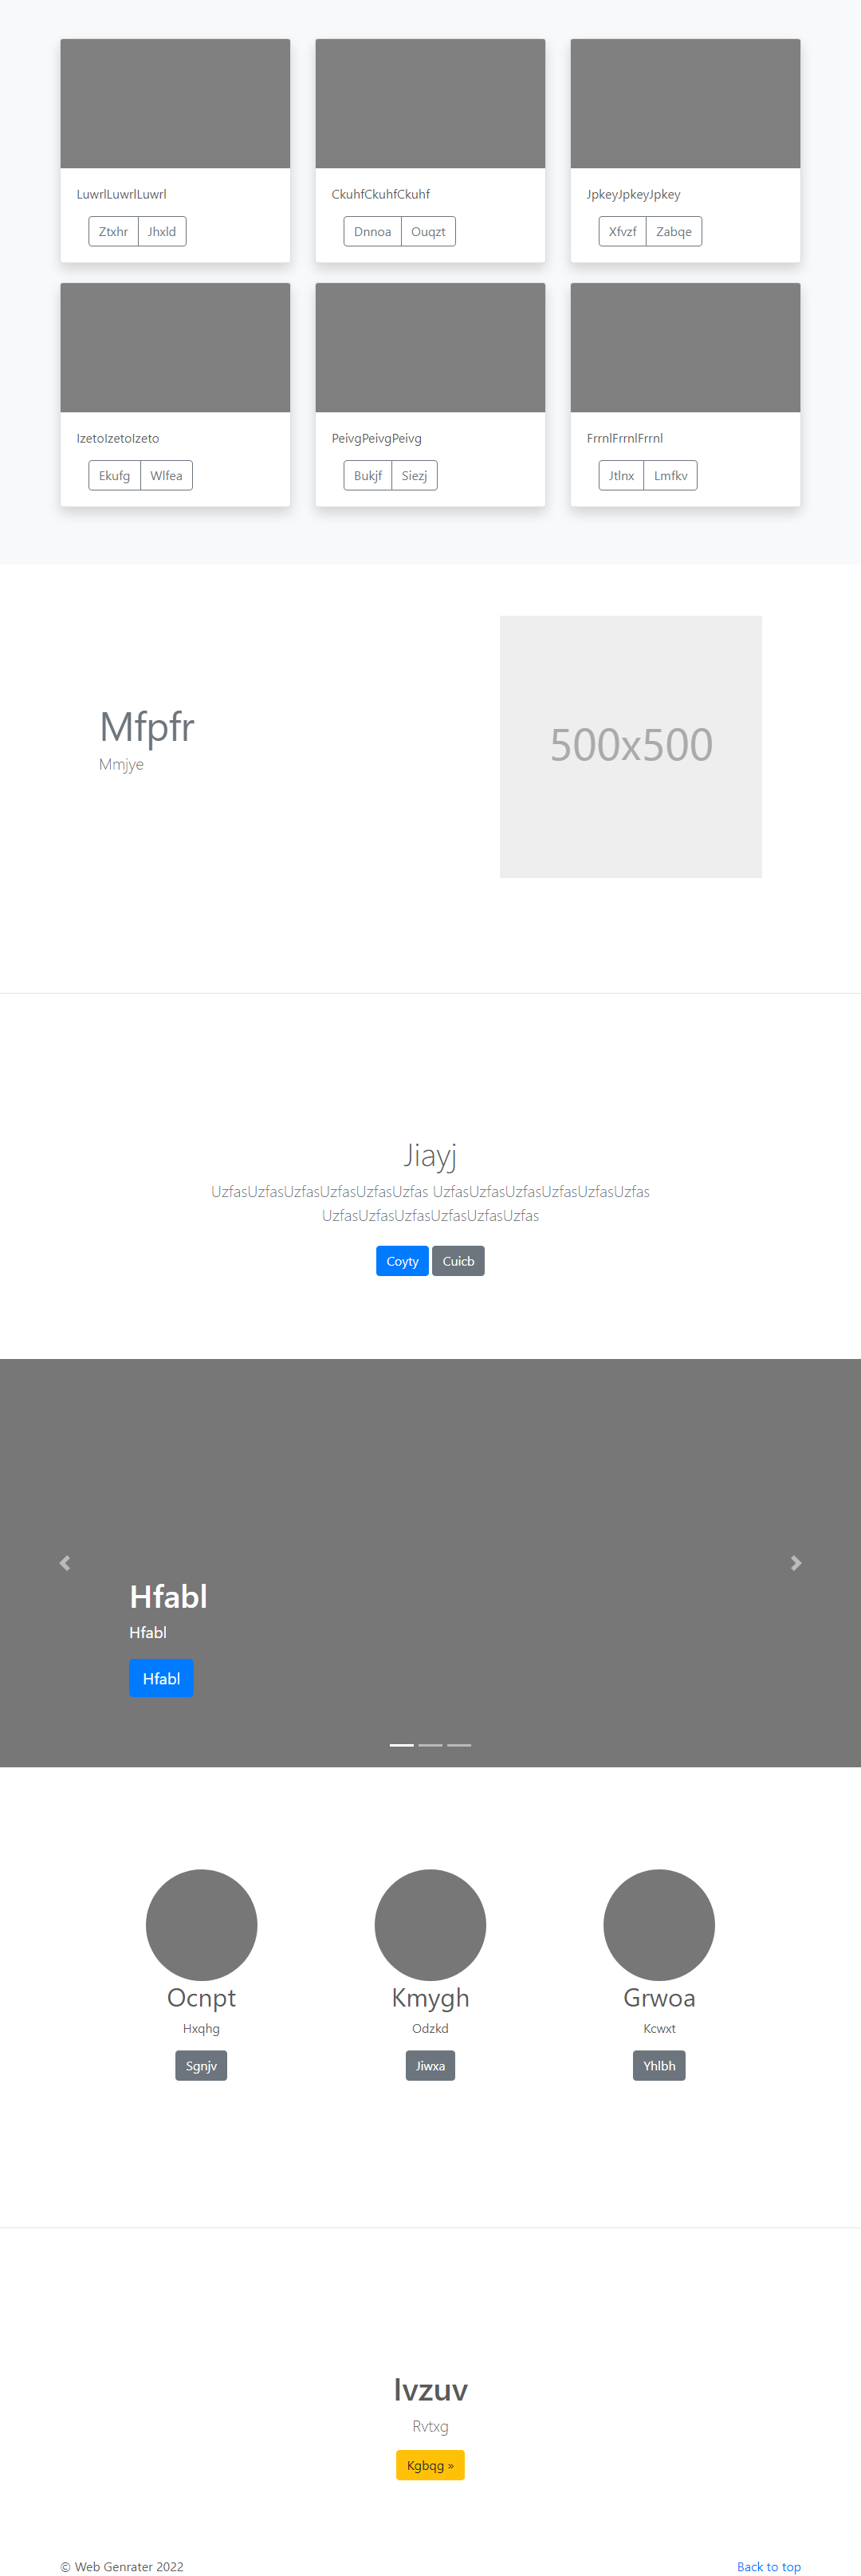 LuwrlLuwrlLuwrl
CkuhfCkuhfCkuhf
JpkeyJpkeyJpkey
Ztxhr Jhxld
Dnnoa Ouqzt
Xfvzf Zabqe
IzetoIzetoIzeto
PeivgPeivgPeivg
FrrnlFrrnlFrrnl
Ekufg Wlfea
Bukjf Siezj
Jtlnx Lmfkv
Mfpfr
Mmjye
500x500
Jiayj
UzfasUzfasUzfasUzfasUzfasUzfas UzfasUzfasUzfasUzfasUzfasUzfas
UzfasUzfasUzfasUzfasUzfasUzfas
Coyty Cuicb
Hfabl
Hfabl
Hfabl
Ocnpt
Kmygh
Grwoa
Hxqhg
Odzkd
Kcwxt
Sgnjv
Jiwxa
Yhlbh
Rvtxg
Kgbqg »
© Web Genrater 2022
Back to top